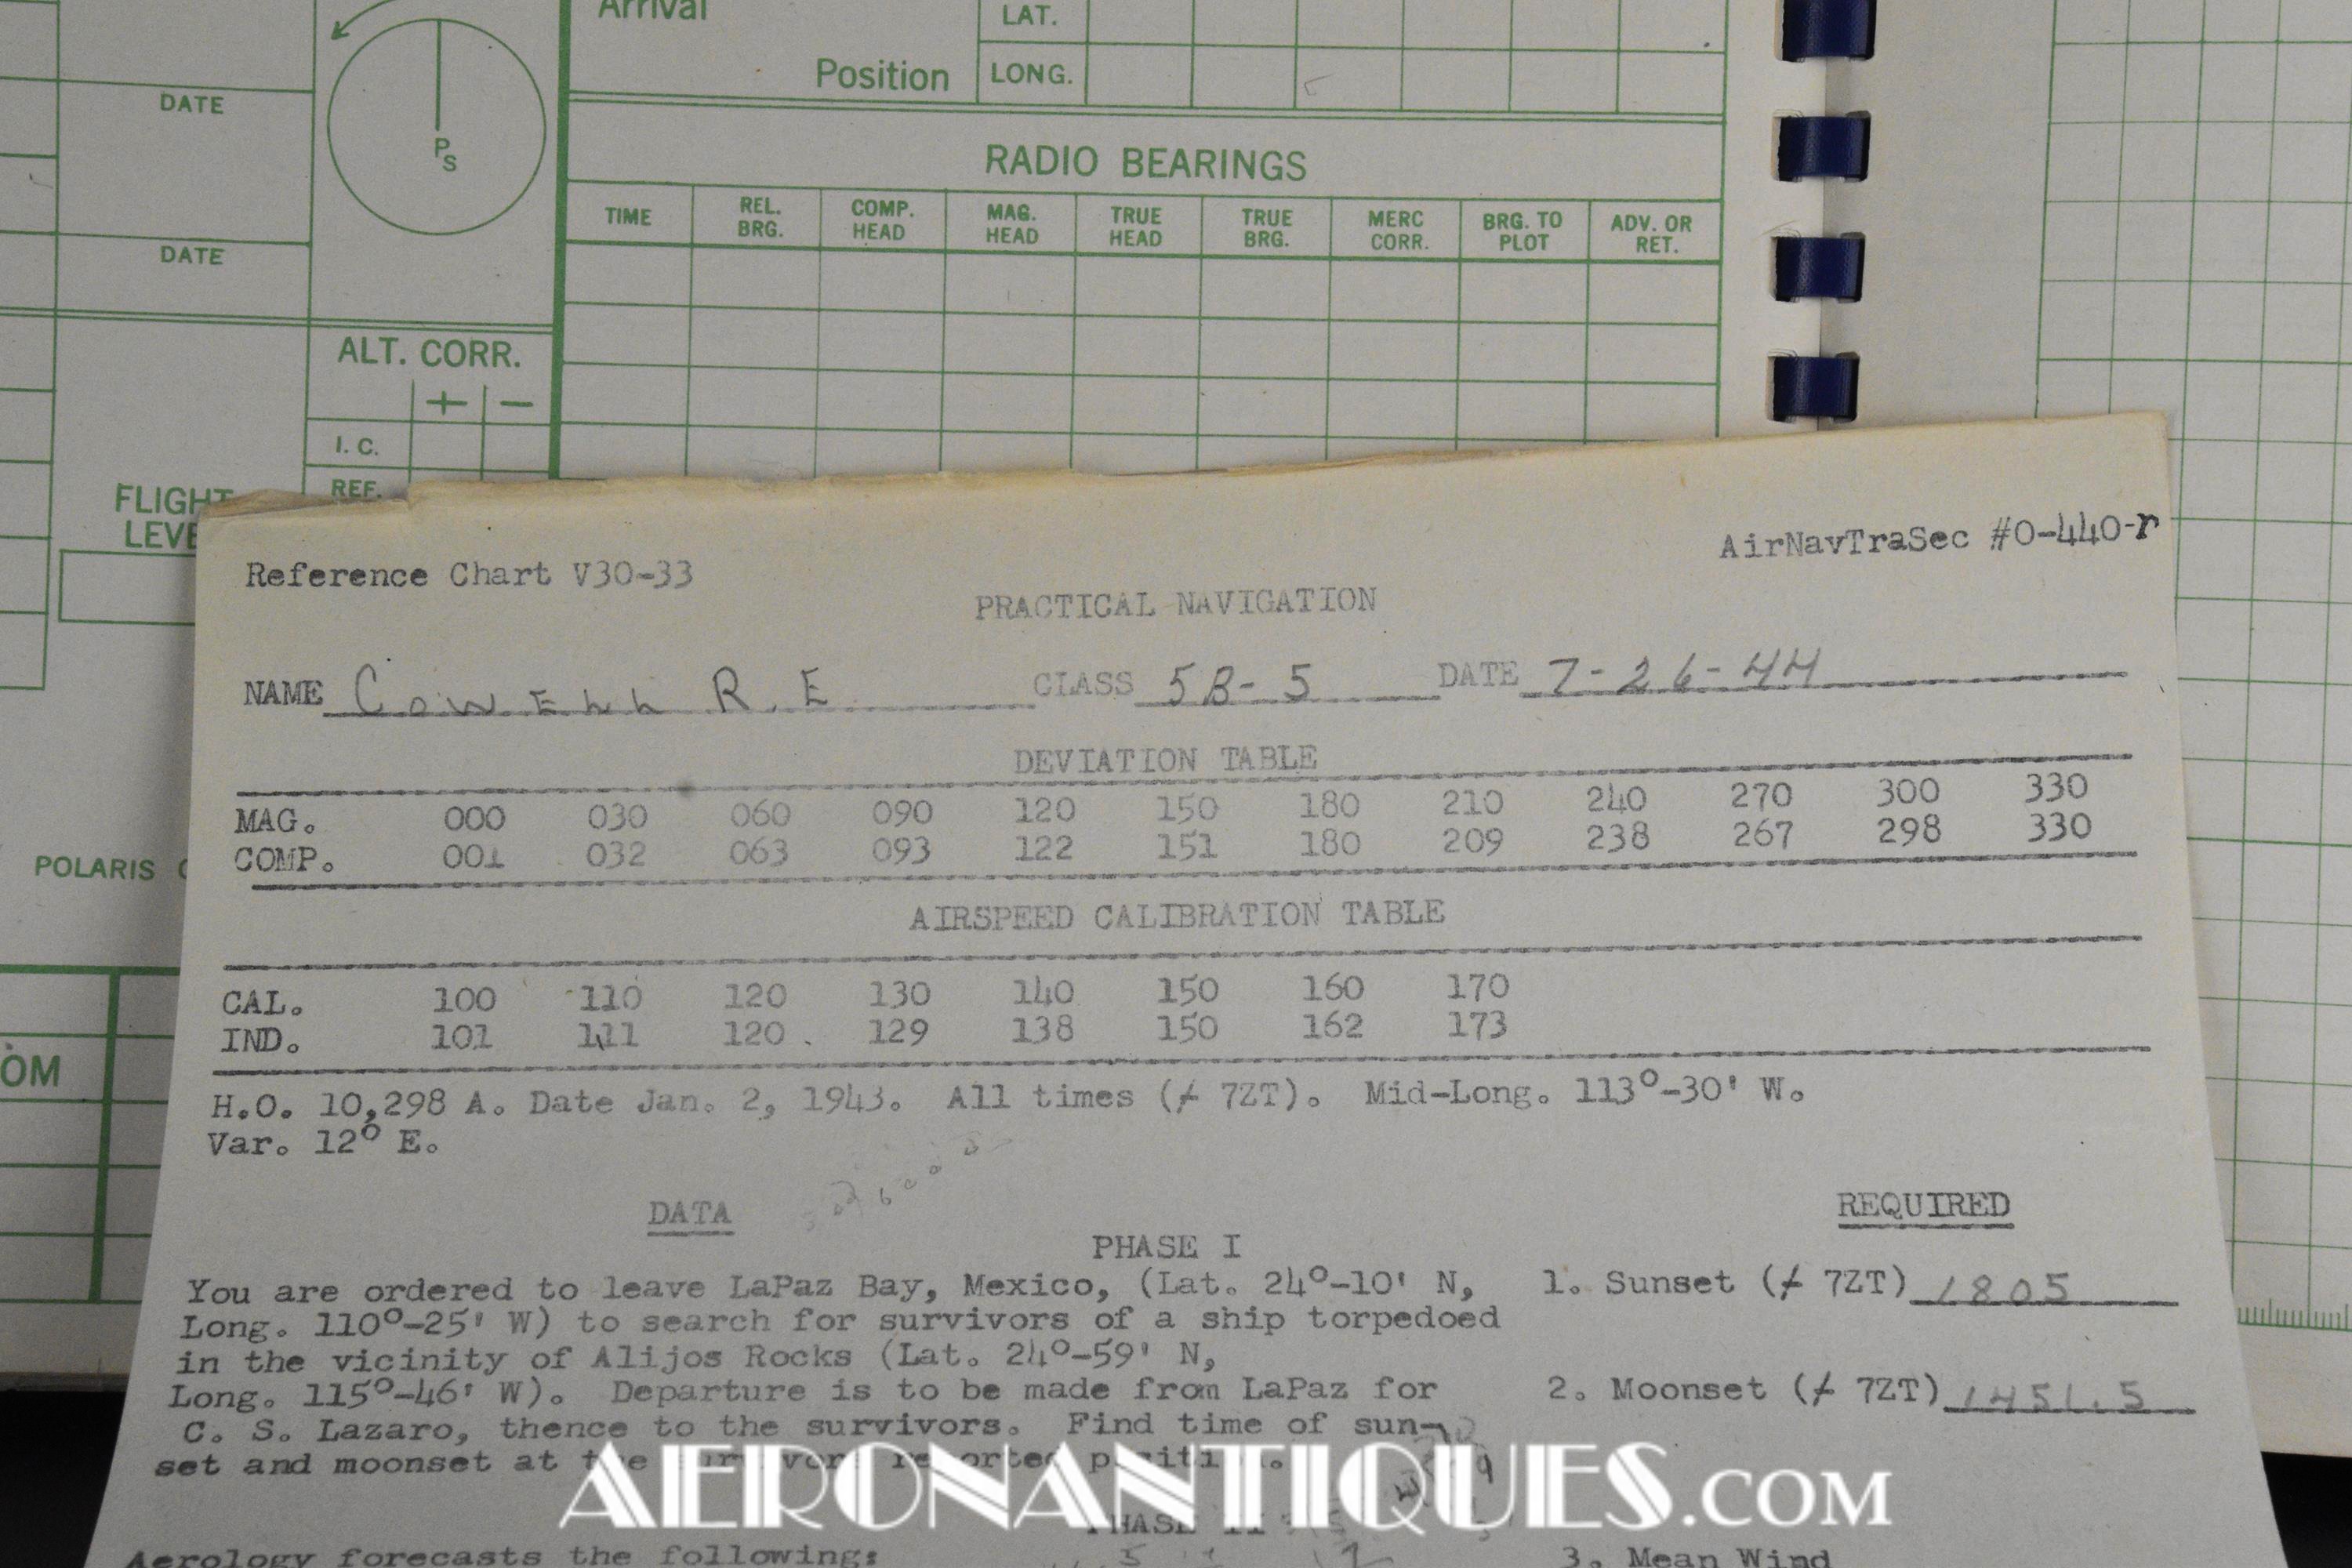 Arrival
LAT.
Position
LONG.
DATE
P S
DATE
RADIO BEARINGS
TIME REL. BRG. COMP. HEAD MAG. HEAD TRUE HEAD TRUE BRG. MERC CORR. BRG. TO PLOT ADV. OR RET.
ALT. CORR.
+ −
I. C.
REF.
FLIGHT
LEVE
POLARIS
OM
AirNavTraSec #0-440-r
Reference Chart V30-33
PRACTICAL NAVIGATION
NAME COWELL R. E CLASS 5B-5 DATE 7-26-44
DEVIATION TABLE
MAG. 000 030 060 090 120 150 180 210 240 270 300 330
COMP. 001 032 063 093 122 151 180 209 238 267 298 330
AIRSPEED CALIBRATION TABLE
CAL. 100 110 120 130 140 150 160 170
IND. 101 111 120 129 138 150 162 173
H.O. 10,298 A. Date Jan. 2, 1943. All times (+ 7ZT). Mid-Long. 113°-30' W.
Var. 12° E.
DATA
REQUIRED
PHASE I
You are ordered to leave LaPaz Bay, Mexico, (Lat. 24°-10' N,
Long. 110°-25' W) to search for survivors of a ship torpedoed
in the vicinity of Alijos Rocks (Lat. 24°-59' N,
Long. 115°-46' W). Departure is to be made from LaPaz for
C. S. Lazaro, thence to the survivors. Find time of sun-
set and moonset at the survivors reported position.
1. Sunset (+ 7ZT) 1805
2. Moonset (+ 7ZT) 1451.5
AERONANTIQUES.COM
PHASE II
Aerology forecasts the following:
3. Mean Wind